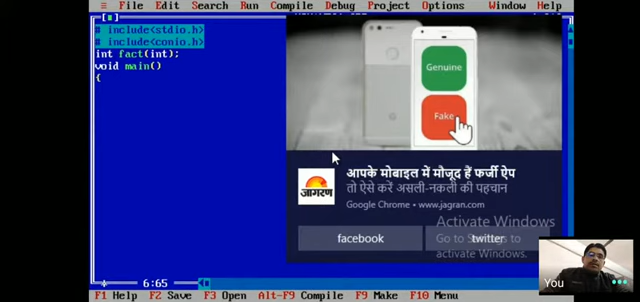 ≡ File Edit Search Run Compile Debug Project Options Window Help
# include<stdio.h>
# include<conio.h>
int fact(int);
void main()
{
Genuine
Fake
जागरण
आपके मोबाइल में मौजूद हैं फर्जी ऐप
तो ऐसे करें असली-नकली की पहचान
Google Chrome • www.jagran.com
facebook
twitter
Activate Windows
Go to Settings to
activate Windows.
You
6:65
F1 Help F2 Save F3 Open Alt-F9 Compile F9 Make F10 Menu